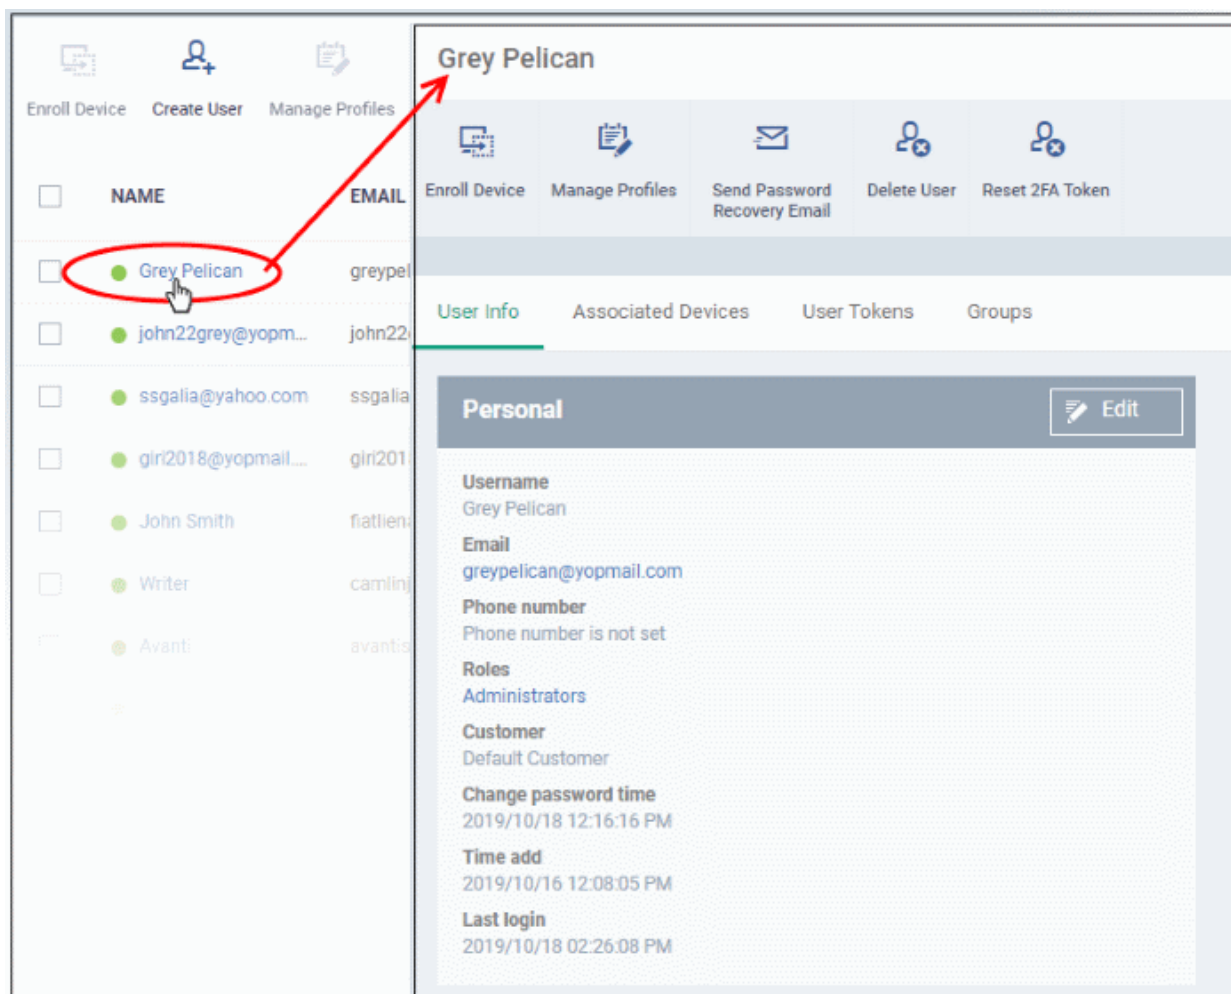 Enroll Device
Create User
Manage Profiles
NAME
EMAIL
Grey Pelican
greypel
john22grey@yopm...
john22
ssgalia@yahoo.com
ssgalia
giri2018@yopmail....
giri201
John Smith
fiatliena
Writer
camlinj
Avanti
avantis
Grey Pelican
Enroll Device
Manage Profiles
Send Password
Recovery Email
Delete User
Reset 2FA Token
User Info
Associated Devices
User Tokens
Groups
Personal
Edit
Username
Grey Pelican
Email
greypelican@yopmail.com
Phone number
Phone number is not set
Roles
Administrators
Customer
Default Customer
Change password time
2019/10/18 12:16:16 PM
Time add
2019/10/16 12:08:05 PM
Last login
2019/10/18 02:26:08 PM